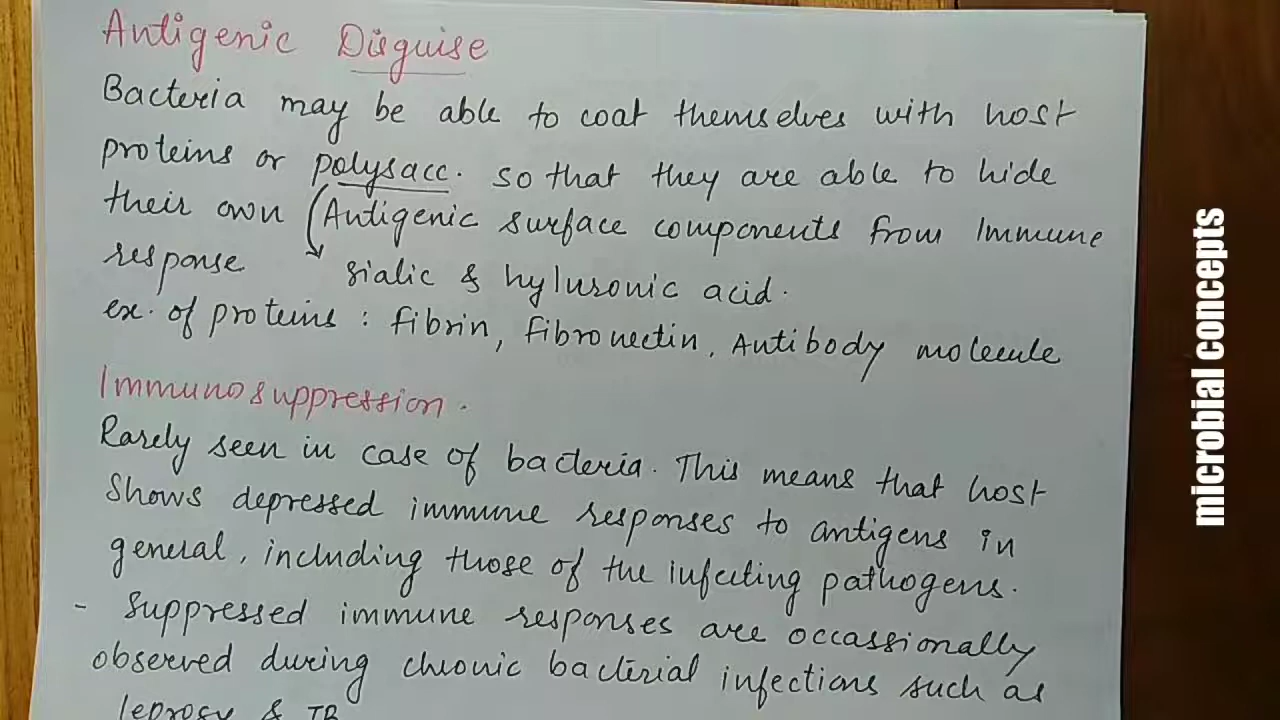 Antigenic Disguise
Bacteria may be able to coat themselves with host
proteins or polysacc. so that they are able to hide
their own Antigenic surface components from Immune
response
sialic & hyluronic acid.
ex. of proteins : fibrin, fibronectin, Antibody molecule
Immunosuppression.
Rarely seen in case of bacteria. This means that host
shows depressed immune responses to antigens in
general, including those of the infecting pathogens.
- suppressed immune responses are occassionally
observed during chronic bacterial infections such as
leprosy & TB
microbial concepts